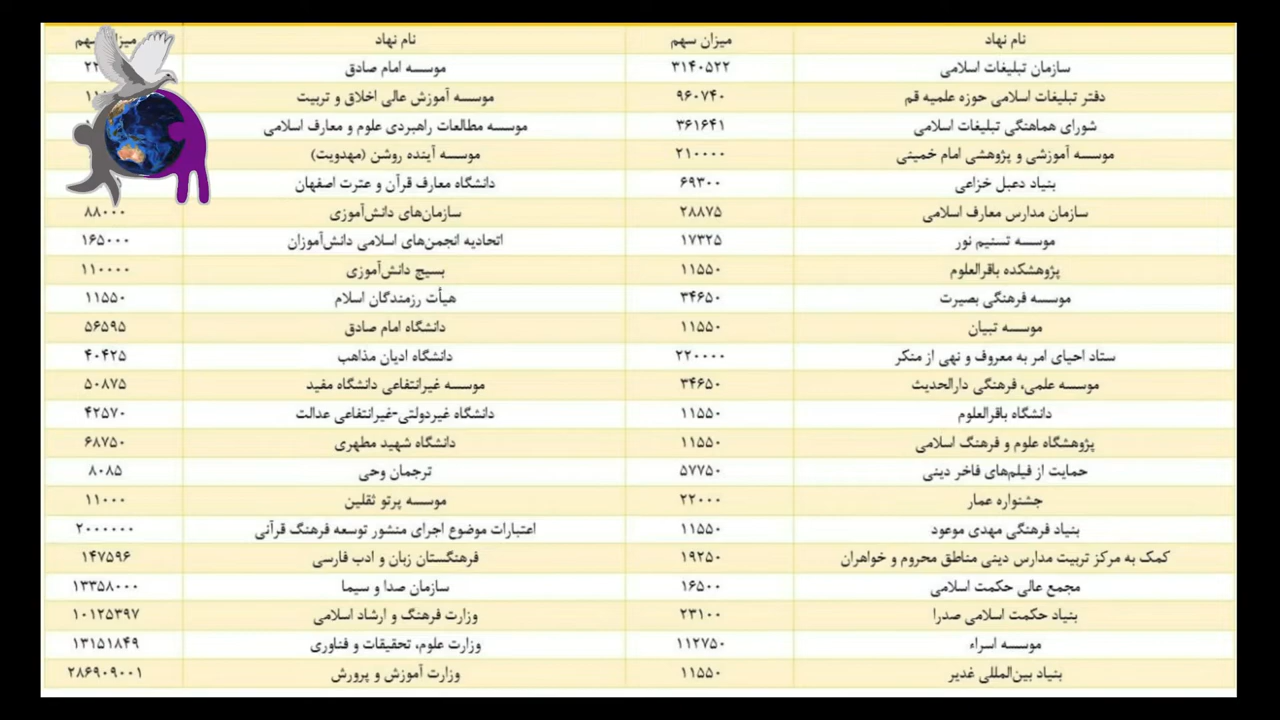 نام نهاد میزان سهم نام نهاد سهم
سازمان تبلیغات اسلامی ۳۱۴۰۵۲۲ موسسه امام صادق
دفتر تبلیغات اسلامی حوزه علمیه قم ۹۶۰۷۴۰ موسسه آموزش عالی اخلاق و تربیت
شورای هماهنگی تبلیغات اسلامی ۳۶۱۶۴۱ موسسه مطالعات راهبردی علوم و معارف اسلامی
موسسه آموزشی و پژوهشی امام خمینی ۲۱۰۰۰۰ موسسه آینده روشن (مهدویت)
بنیاد دعبل خزاعی ۶۹۳۰۰ دانشگاه معارف قرآن و عترت اصفهان
سازمان مدارس معارف اسلامی ۲۸۸۷۵ سازمان‌های دانش‌آموزی ۸۸۰۰۰
موسسه تسنیم نور ۱۷۳۲۵ اتحادیه انجمن‌های اسلامی دانش‌آموزان ۱۶۵۰۰۰
پژوهشکده باقرالعلوم ۱۱۵۵۰ بسیج دانش‌آموزی ۱۱۰۰۰۰
موسسه فرهنگی بصیرت ۳۴۶۵۰ هیأت رزمندگان اسلام ۱۱۵۵۰
موسسه تبیان ۱۱۵۵۰ دانشگاه امام صادق ۵۶۵۹۵
ستاد احیای امر به معروف و نهی از منکر ۲۲۰۰۰۰ دانشگاه ادیان مذاهب ۴۰۴۲۵
موسسه علمی، فرهنگی دارالحدیث ۳۴۶۵۰ موسسه غیرانتفاعی دانشگاه مفید ۵۰۸۷۵
دانشگاه باقرالعلوم ۱۱۵۵۰ دانشگاه غیردولتی-غیرانتفاعی عدالت ۴۲۵۷۰
پژوهشگاه علوم و فرهنگ اسلامی ۱۱۵۵۰ دانشگاه شهید مطهری ۶۸۷۵۰
حمایت از فیلم‌های فاخر دینی ۵۷۷۵۰ ترجمان وحی ۸۰۸۵
جشنواره عمار ۲۲۰۰۰ موسسه پرتو ثقلین ۱۱۰۰۰
بنیاد فرهنگی مهدی موعود ۱۱۵۵۰ اعتبارات موضوع اجرای منشور توسعه فرهنگ قرآنی ۲۰۰۰۰۰۰
کمک به مرکز تربیت مدارس دینی مناطق محروم و خواهران ۱۹۲۵۰ فرهنگستان زبان و ادب فارسی ۱۴۷۵۹۶
مجمع عالی حکمت اسلامی ۱۶۵۰۰ سازمان صدا و سیما ۱۳۳۵۸۰۰۰
بنیاد حکمت اسلامی صدرا ۲۳۱۰۰ وزارت فرهنگ و ارشاد اسلامی ۱۰۱۲۵۳۹۷
موسسه اسراء ۱۱۲۷۵۰ وزارت علوم، تحقیقات و فناوری ۱۳۱۵۱۸۴۹
بنیاد بین‌المللی غدیر ۱۱۵۵۰ وزارت آموزش و پرورش ۲۸۶۹۰۹۰۰۱